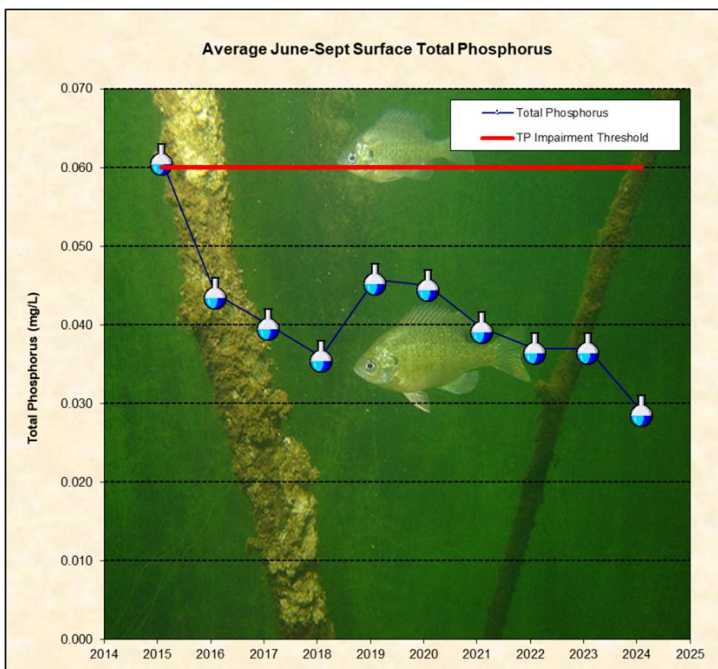 Average June-Sept Surface Total Phosphorus
Total Phosphorus (mg/L)
0.070
0.060
0.050
0.040
0.030
0.020
0.010
0.000
Total Phosphorus
TP Impairment Threshold
2014 2015 2016 2017 2018 2019 2020 2021 2022 2023 2024 2025